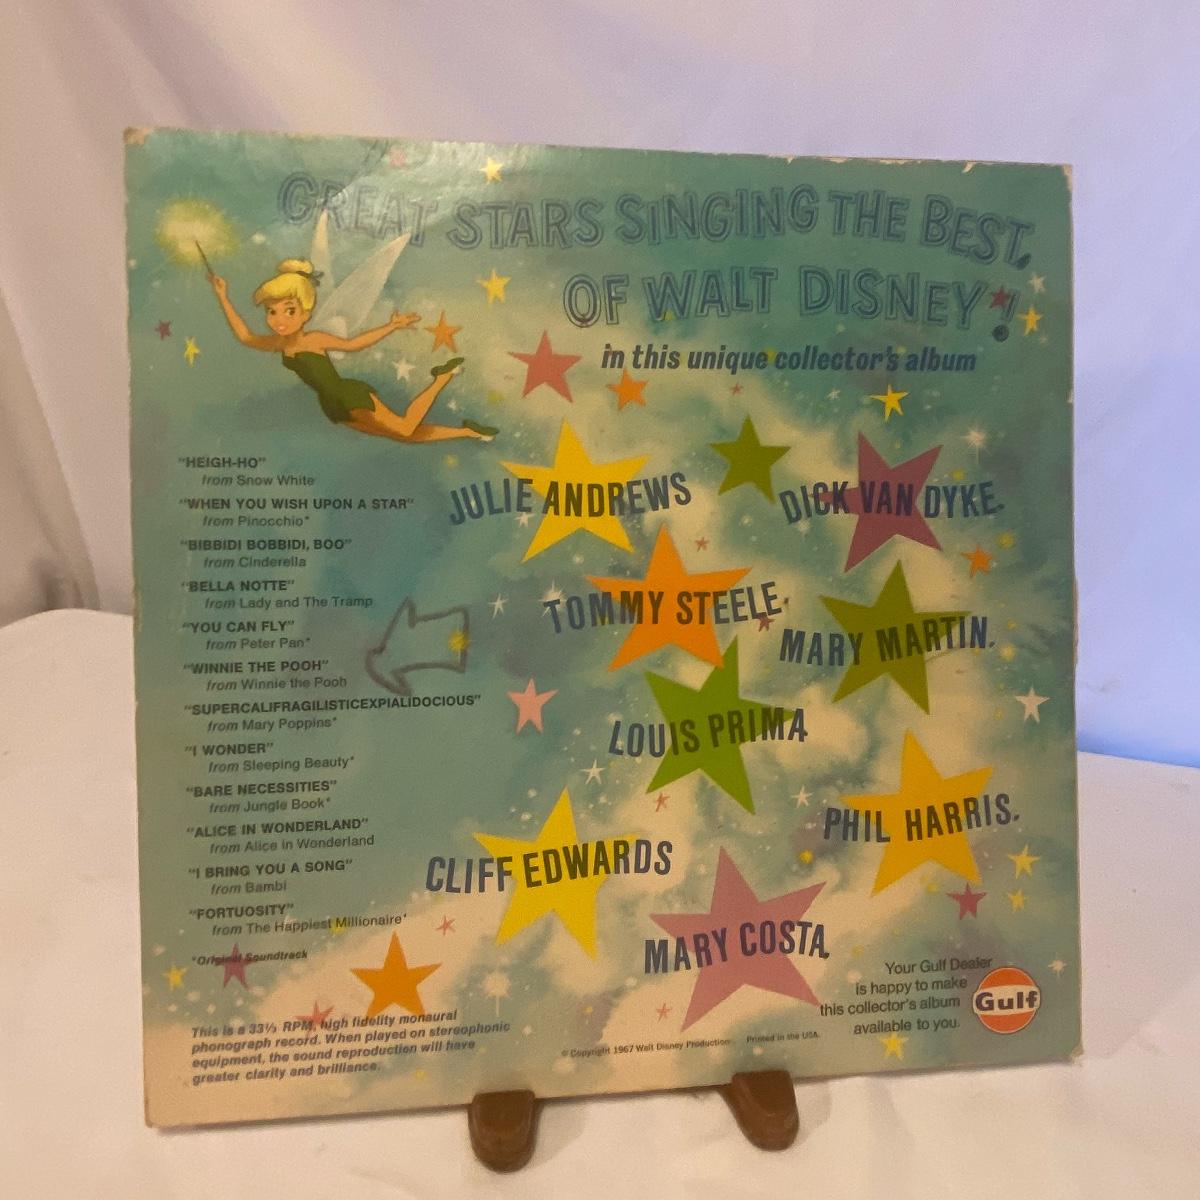 GREAT STARS SINGING THE BEST,
OF WALT DISNEY!
in this unique collector's album
"HEIGH-HO"
from Snow White
"WHEN YOU WISH UPON A STAR"
from Pinocchio*
"BIBBIDI BOBBIDI, BOO"
from Cinderella
"BELLA NOTTE"
from Lady and The Tramp
"YOU CAN FLY"
from Peter Pan*
"WINNIE THE POOH"
from Winnie the Pooh
"SUPERCALIFRAGILISTICEXPIALIDOCIOUS"
from Mary Poppins*
"I WONDER"
from Sleeping Beauty*
"BARE NECESSITIES"
from Jungle Book*
"ALICE IN WONDERLAND"
from Alice in Wonderland
"I BRING YOU A SONG"
from Bambi
"FORTUOSITY"
from The Happiest Millionaire*
*Original Soundtrack
JULIE ANDREWS
DICK VAN DYKE.
TOMMY STEELE.
MARY MARTIN.
LOUIS PRIMA
PHIL HARRIS.
CLIFF EDWARDS
MARY COSTA.
This is a 33⅓ RPM, high fidelity monaural
phonograph record. When played on stereophonic
equipment, the sound reproduction will have
greater clarity and brilliance.
© Copyright 1967 Walt Disney Production Printed in the USA.
Your Gulf Dealer
is happy to make
this collector's album
available to you.
Gulf